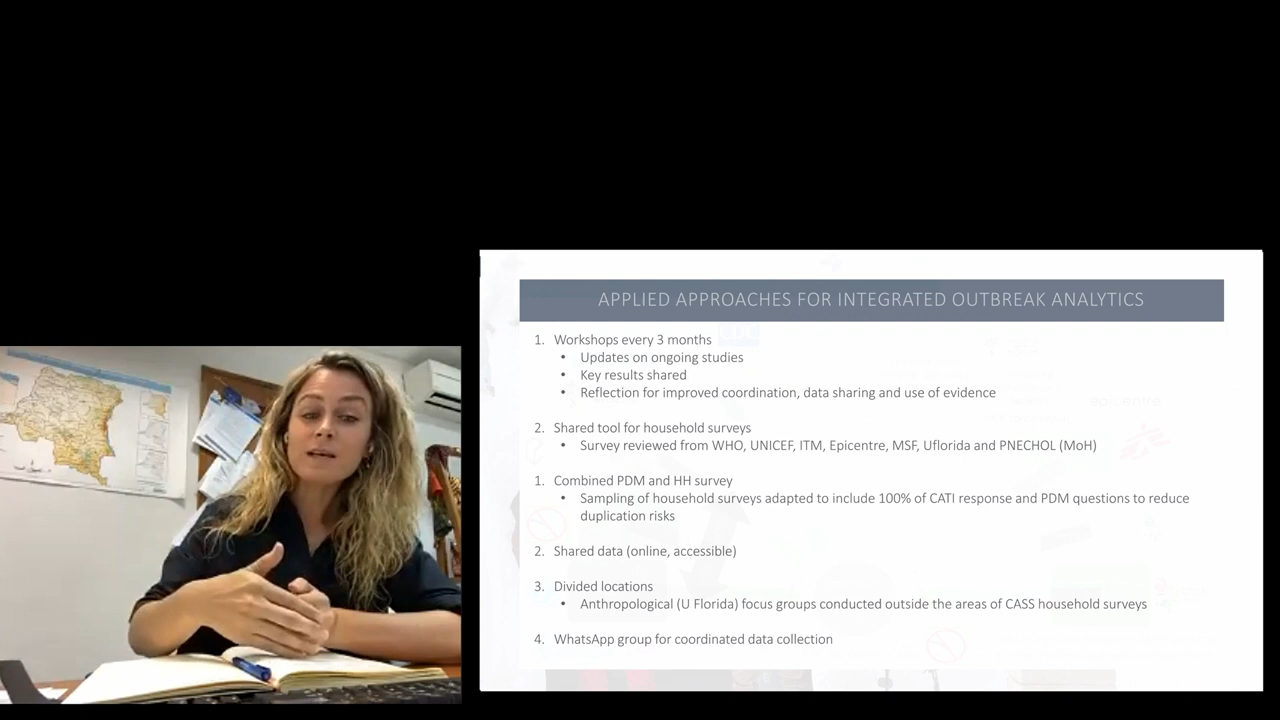 APPLIED APPROACHES FOR INTEGRATED OUTBREAK ANALYTICS
1. Workshops every 3 months
• Updates on ongoing studies
• Key results shared
• Reflection for improved coordination, data sharing and use of evidence
2. Shared tool for household surveys
• Survey reviewed from WHO, UNICEF, ITM, Epicentre, MSF, Uflorida and PNECHOL (MoH)
1. Combined PDM and HH survey
• Sampling of household surveys adapted to include 100% of CATI response and PDM questions to reduce
duplication risks
2. Shared data (online, accessible)
3. Divided locations
• Anthropological (U Florida) focus groups conducted outside the areas of CASS household surveys
4. WhatsApp group for coordinated data collection